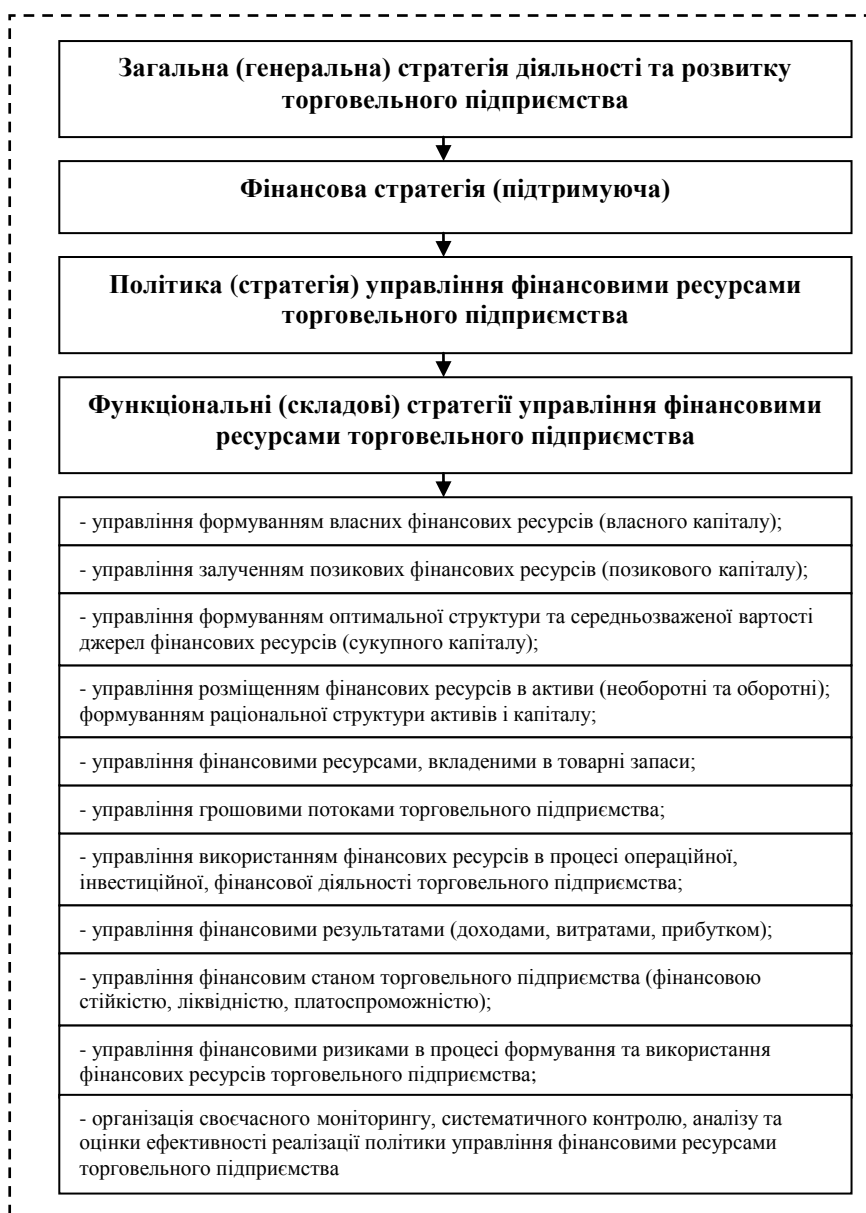 Загальна (генеральна) стратегія діяльності та розвитку
торговельного підприємства
Фінансова стратегія (підтримуюча)
Політика (стратегія) управління фінансовими ресурсами
торговельного підприємства
Функціональні (складові) стратегії управління фінансовими
ресурсами торговельного підприємства
- управління формуванням власних фінансових ресурсів (власного капіталу);
- управління залученням позикових фінансових ресурсів (позикового капіталу);
- управління формуванням оптимальної структури та середньозваженої вартості
джерел фінансових ресурсів (сукупного капіталу);
- управління розміщенням фінансових ресурсів в активи (необоротні та оборотні);
формуванням раціональної структури активів і капіталу;
- управління фінансовими ресурсами, вкладеними в товарні запаси;
- управління грошовими потоками торговельного підприємства;
- управління використанням фінансових ресурсів в процесі операційної,
інвестиційної, фінансової діяльності торговельного підприємства;
- управління фінансовими результатами (доходами, витратами, прибутком);
- управління фінансовим станом торговельного підприємства (фінансовою
стійкістю, ліквідністю, платоспроможністю);
- управління фінансовими ризиками в процесі формування та використання
фінансових ресурсів торговельного підприємства;
- організація своєчасного моніторингу, систематичного контролю, аналізу та
оцінки ефективності реалізації політики управління фінансовими ресурсами
торговельного підприємства